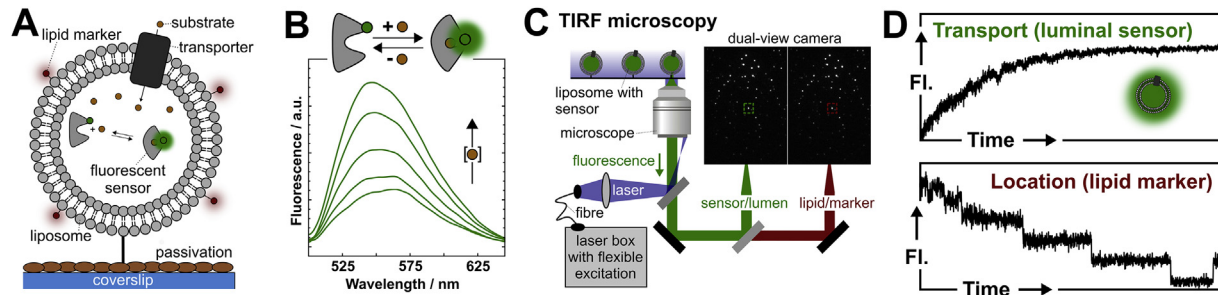 A
substrate
lipid marker
transporter
+
fluorescent
sensor
liposome
passivation
coverslip
B
+
-
Fluorescence / a.u.
[ ]
525
575
625
Wavelength / nm
C
TIRF microscopy
dual-view camera
liposome with
sensor
microscope
fluorescence
laser
fibre
sensor/lumen
lipid/marker
laser box
with flexible
excitation
D
Transport (luminal sensor)
Fl.
Time
Location (lipid marker)
Fl.
Time